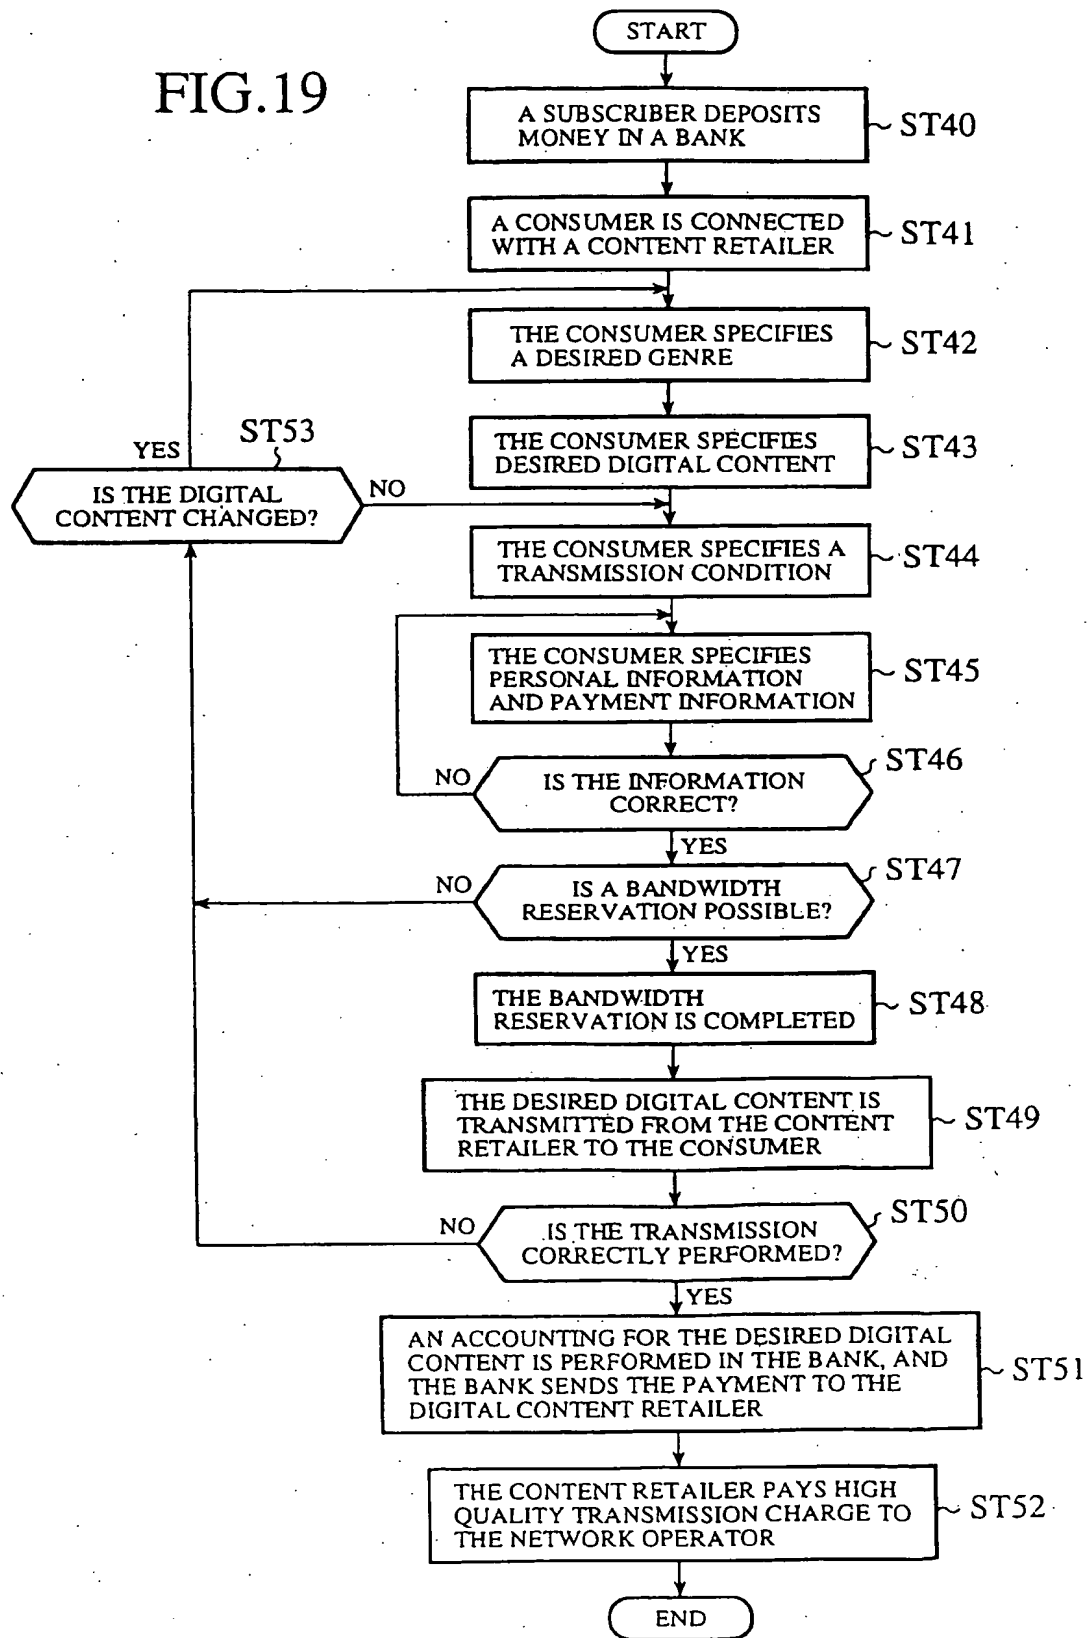 START
FIG.19
A SUBSCRIBER DEPOSITS
MONEY IN A BANK
ST40
A CONSUMER IS CONNECTED
WITH A CONTENT RETAILER
ST41
THE CONSUMER SPECIFIES
A DESIRED GENRE
ST42
THE CONSUMER SPECIFIES
DESIRED DIGITAL CONTENT
ST43
YES
ST53
IS THE DIGITAL
CONTENT CHANGED?
NO
THE CONSUMER SPECIFIES A
TRANSMISSION CONDITION
ST44
THE CONSUMER SPECIFIES
PERSONAL INFORMATION
AND PAYMENT INFORMATION
ST45
NO
IS THE INFORMATION
CORRECT?
ST46
YES
NO
IS A BANDWIDTH
RESERVATION POSSIBLE?
ST47
YES
THE BANDWIDTH
RESERVATION IS COMPLETED
ST48
THE DESIRED DIGITAL CONTENT IS
TRANSMITTED FROM THE CONTENT
RETAILER TO THE CONSUMER
ST49
NO
IS THE TRANSMISSION
CORRECTLY PERFORMED?
ST50
YES
AN ACCOUNTING FOR THE DESIRED DIGITAL
CONTENT IS PERFORMED IN THE BANK, AND
THE BANK SENDS THE PAYMENT TO THE
DIGITAL CONTENT RETAILER
ST51
THE CONTENT RETAILER PAYS HIGH
QUALITY TRANSMISSION CHARGE TO
THE NETWORK OPERATOR
ST52
END